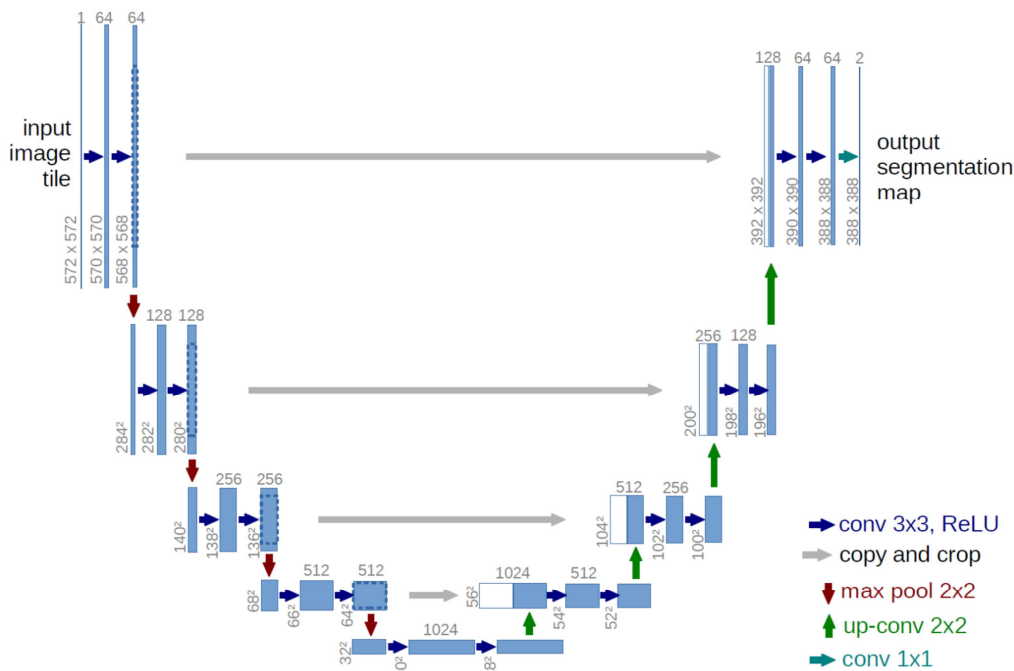 1 64 64
128 64 64 2
input
image
tile
output
segmentation
map
572 x 572
570 x 570
568 x 568
392 x 392
390 x 390
388 x 388
388 x 388
128 128
256 128
284²
282²
280²
200²
198²
196²
256 256
512 256
140²
138²
136²
104²
102²
100²
512 512
1024 512
68²
66²
64²
56²
54²
52²
1024
32²
0²
8²
conv 3x3, ReLU
copy and crop
max pool 2x2
up-conv 2x2
conv 1x1